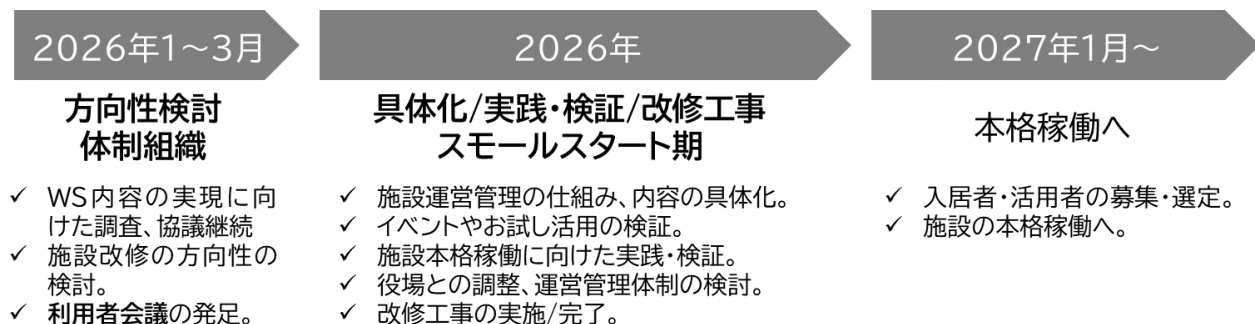 2026年1～3月
方向性検討
体制組織
✓ WS内容の実現に向
けた調査、協議継続
✓ 施設改修の方向性の
検討。
✓ 利用者会議の発足。
2026年
具体化/実践・検証/改修工事
スモールスタート期
✓ 施設運営管理の仕組み、内容の具体化。
✓ イベントやお試し活用の検証。
✓ 施設本格稼働に向けた実践・検証。
✓ 役場との調整、運営管理体制の検討。
✓ 改修工事の実施/完了。
2027年1月～
本格稼働へ
✓ 入居者・活用者の募集・選定。
✓ 施設の本格稼働へ。